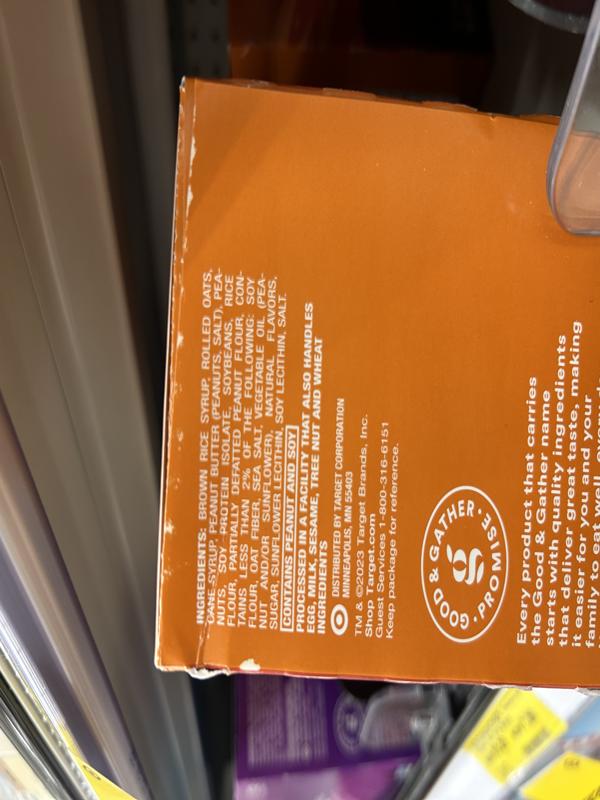 INGREDIENTS: BROWN RICE SYRUP, ROLLED OATS,
CANE SYRUP, PEANUT BUTTER (PEANUTS, SALT), PEA-
NUTS, SOY PROTEIN ISOLATE, SOYBEANS, RICE
FLOUR, PARTIALLY DEFATTED PEANUT FLOUR, CON-
TAINS LESS THAN 2% OF THE FOLLOWING: SOY
FLOUR, OAT FIBER, SEA SALT, VEGETABLE OIL (PEA-
NUT AND/OR SUNFLOWER), NATURAL FLAVORS,
SUGAR, SUNFLOWER LECITHIN, SOY LECITHIN, SALT.
CONTAINS PEANUT AND SOY
PROCESSED IN A FACILITY THAT ALSO HANDLES
EGG, MILK, SESAME, TREE NUT AND WHEAT
INGREDIENTS
DISTRIBUTED BY TARGET CORPORATION
MINNEAPOLIS, MN 55403
TM & ©2023 Target Brands, Inc.
Shop Target.com
Guest Services 1-800-316-6151
Keep package for reference.
GOOD & GATHER · PROMISE ·
g
Every product that carries
the Good & Gather name
starts with quality ingredients
that deliver great taste, making
it easier for you and your
family to eat well, every